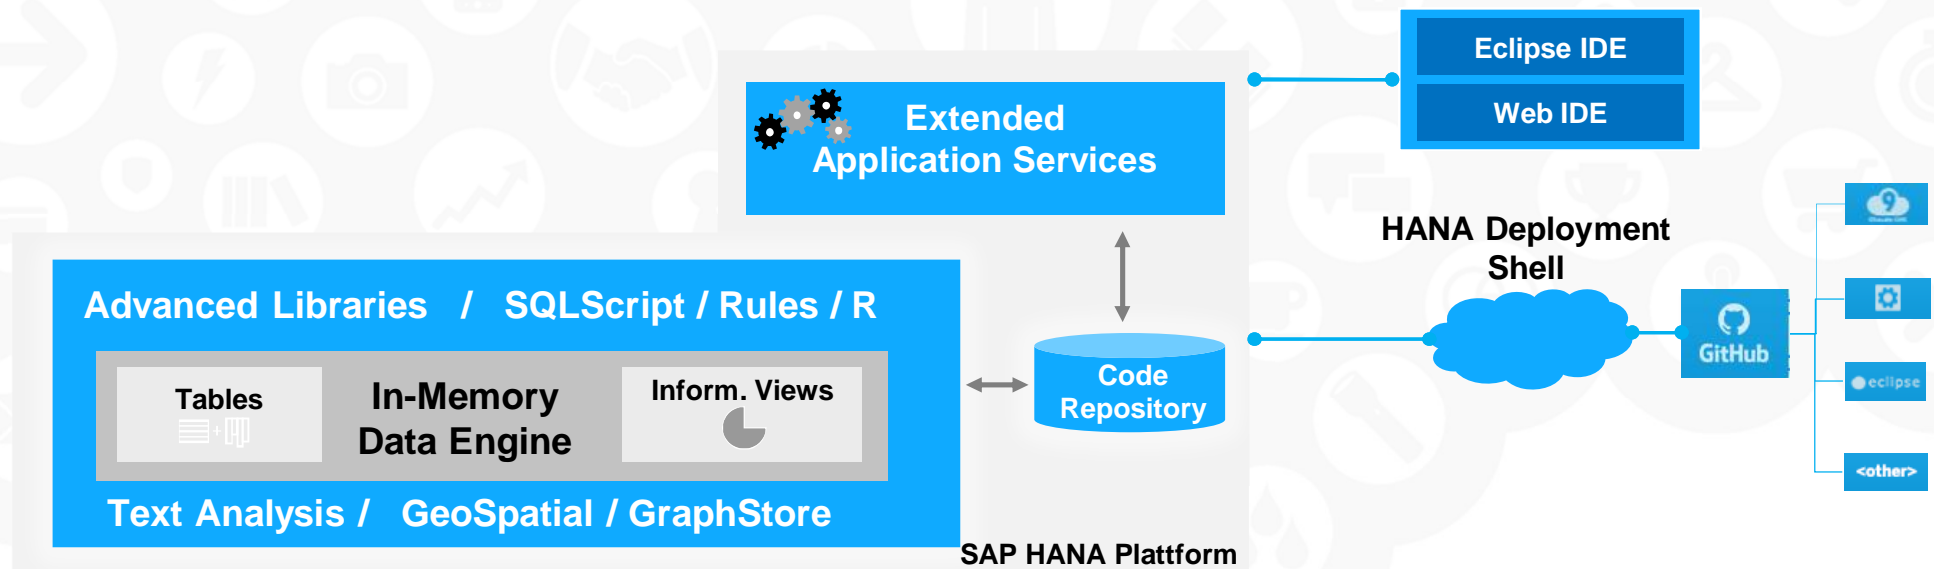 Eclipse IDE
Web IDE
Extended
Application Services
HANA Deployment
Shell
GitHub
eclipse
<other>
Advanced Libraries / SQLScript / Rules / R
Tables
In-Memory
Data Engine
Inform. Views
Text Analysis / GeoSpatial / GraphStore
Code
Repository
SAP HANA Plattform
9